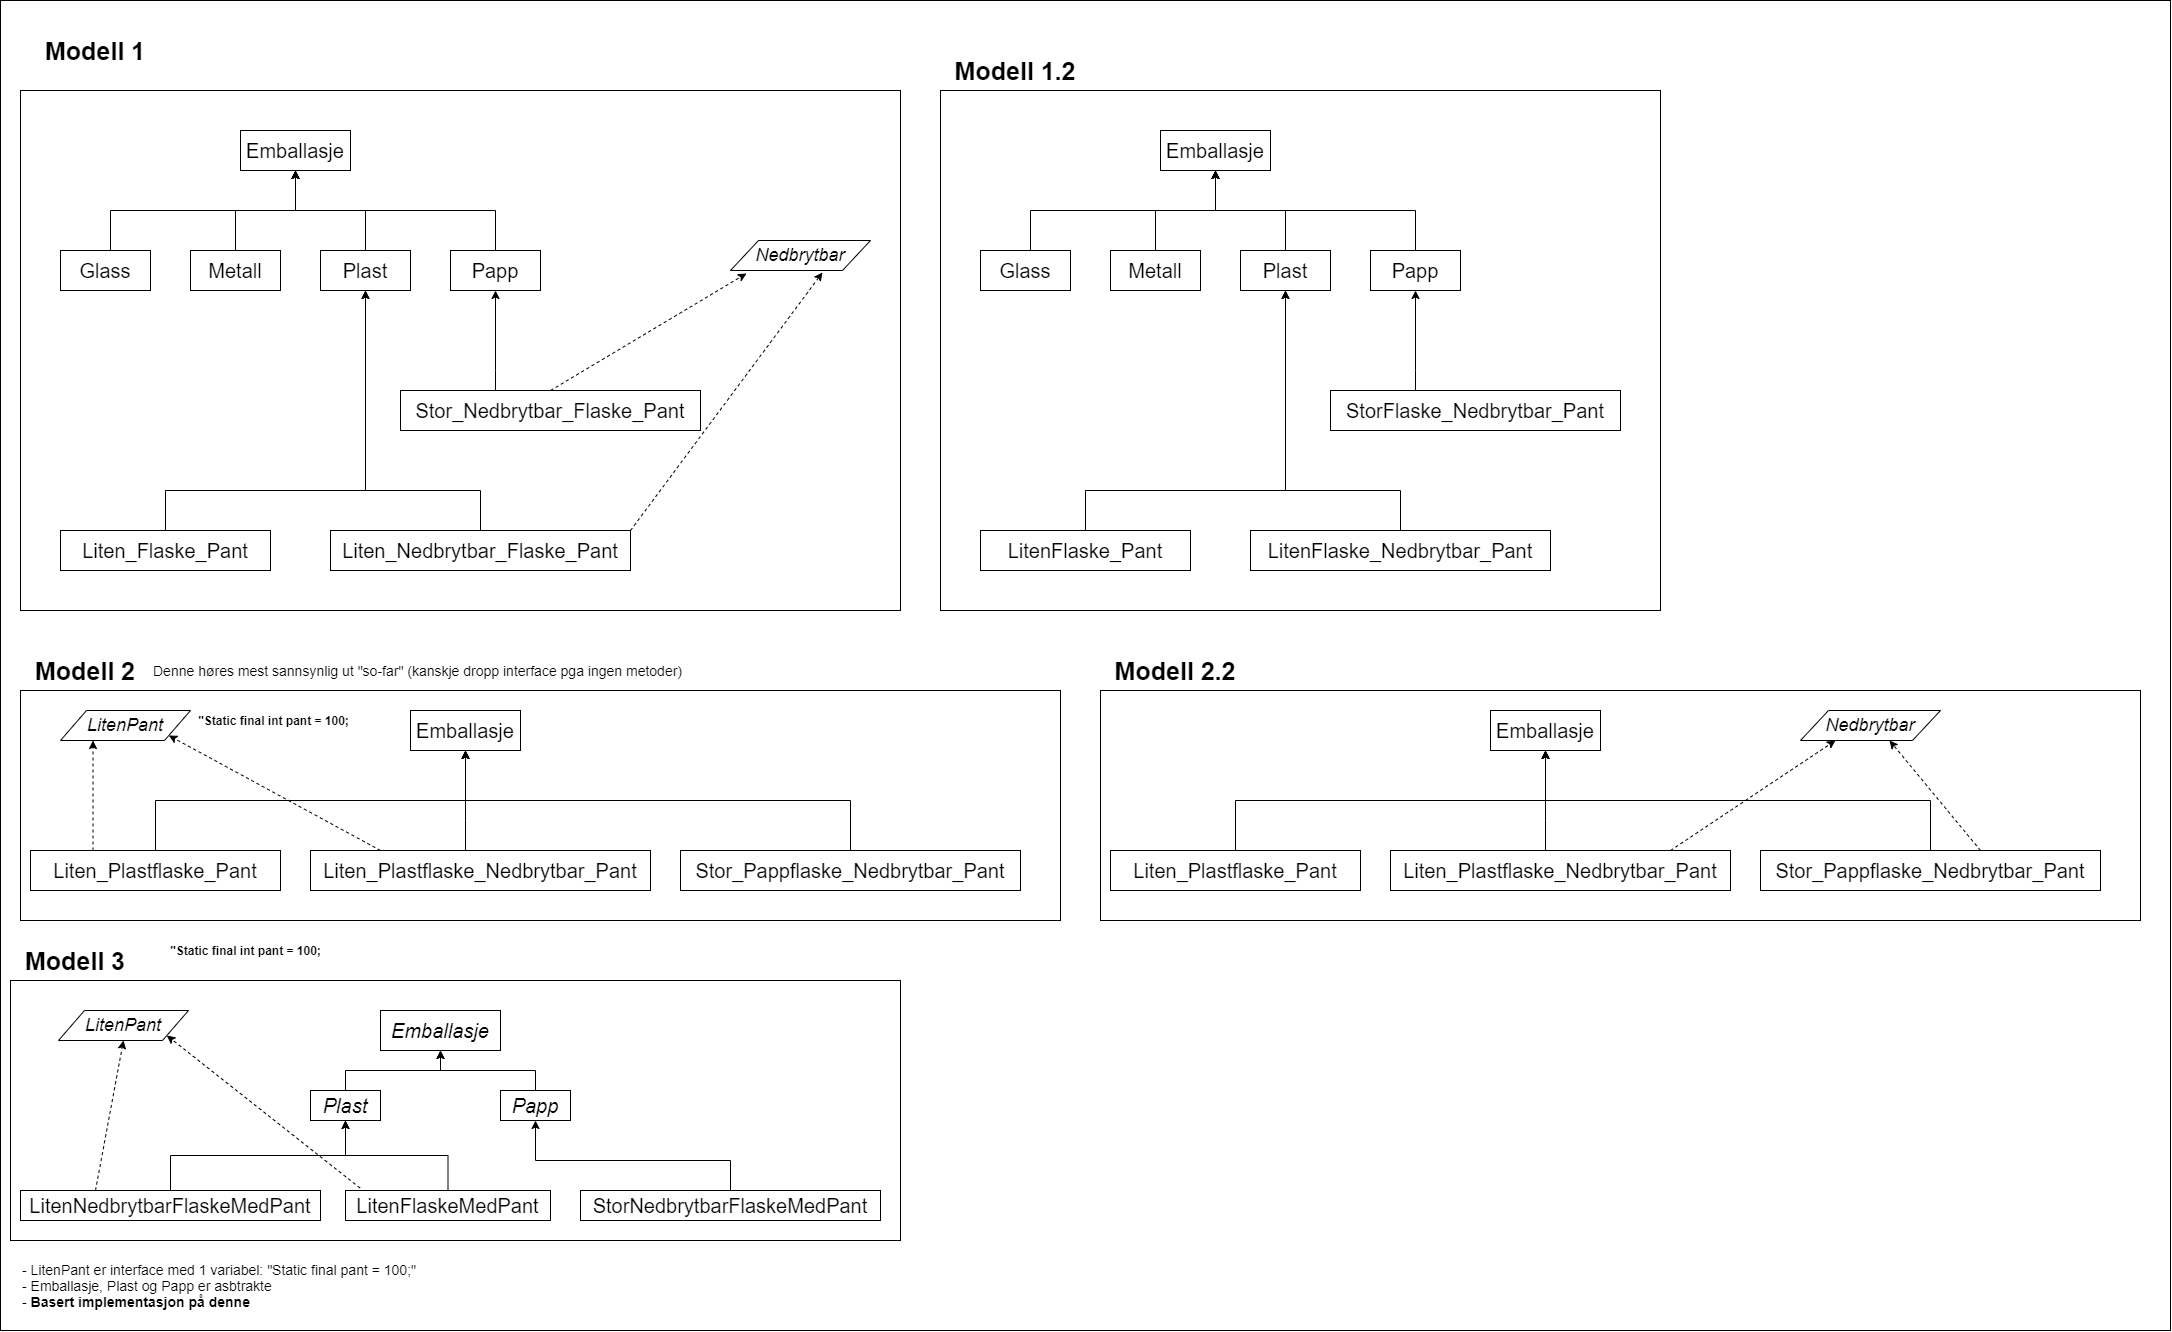 Modell 1
Emballasje
Glass
Metall
Plast
Papp
Nedbrytbar
Stor_Nedbrytbar_Flaske_Pant
Liten_Flaske_Pant
Liten_Nedbrytbar_Flaske_Pant
Modell 1.2
Emballasje
Glass
Metall
Plast
Papp
StorFlaske_Nedbrytbar_Pant
LitenFlaske_Pant
LitenFlaske_Nedbrytbar_Pant
Modell 2
Denne høres mest sannsynlig ut "so-far" (kanskje dropp interface pga ingen metoder)
LitenPant
"Static final int pant = 100;
Emballasje
Liten_Plastflaske_Pant
Liten_Plastflaske_Nedbrytbar_Pant
Stor_Pappflaske_Nedbrytbar_Pant
Modell 2.2
Emballasje
Nedbrytbar
Liten_Plastflaske_Pant
Liten_Plastflaske_Nedbrytbar_Pant
Stor_Pappflaske_Nedbrytbar_Pant
Modell 3
"Static final int pant = 100;
LitenPant
Emballasje
Plast
Papp
LitenNedbrytbarFlaskeMedPant
LitenFlaskeMedPant
StorNedbrytbarFlaskeMedPant
- LitenPant er interface med 1 variabel: "Static final pant = 100;"
- Emballasje, Plast og Papp er asbtrakte
- Basert implementasjon på denne